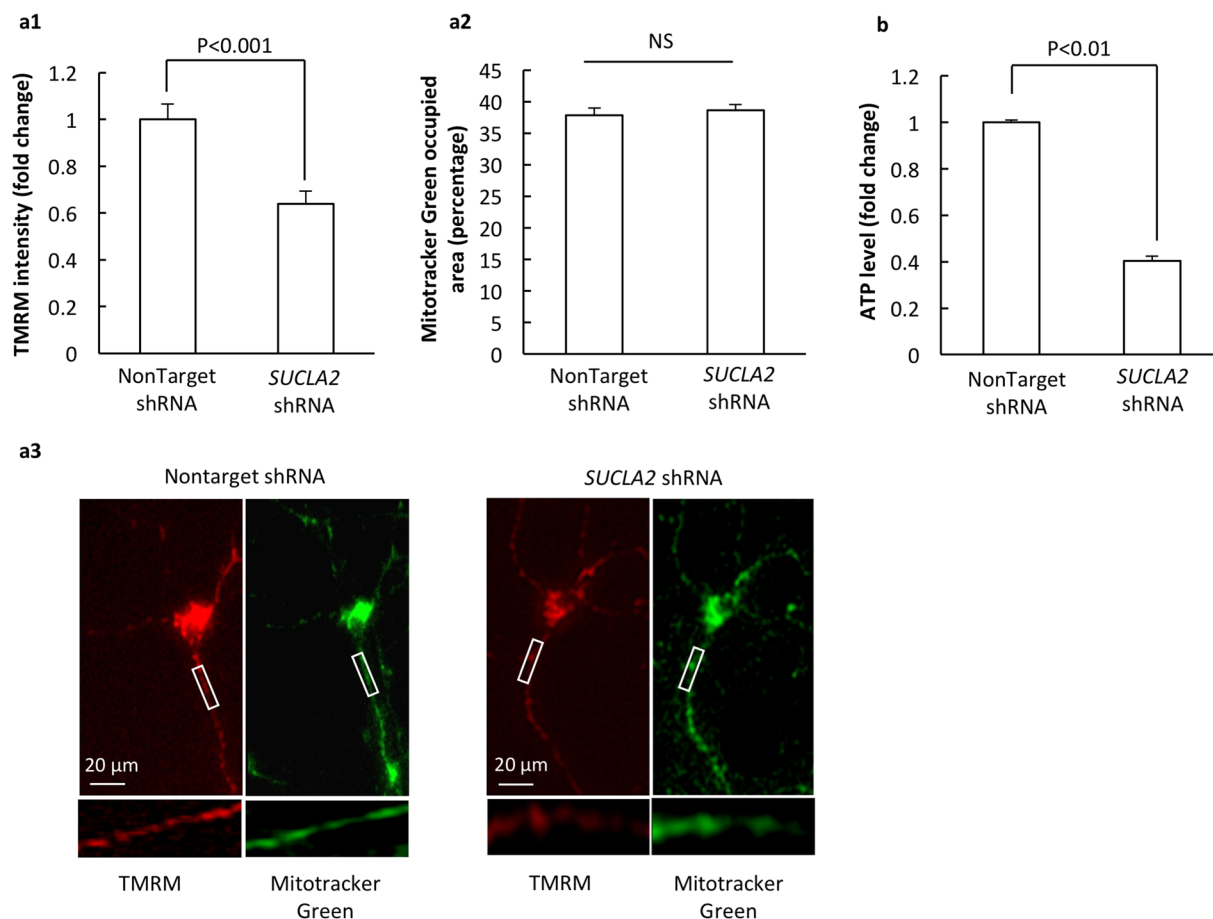 a1
P<0.001
TMRM intensity (fold change)
1.2
1
0.8
0.6
0.4
0.2
0
NonTarget
shRNA
SUCLA2
shRNA
a2
NS
Mitotracker Green occupied
area (percentage)
45
40
35
30
25
20
15
10
5
0
NonTarget
shRNA
SUCLA2
shRNA
b
P<0.01
ATP level (fold change)
1.2
1
0.8
0.6
0.4
0.2
0
NonTarget
shRNA
SUCLA2
shRNA
a3
Nontarget shRNA
SUCLA2 shRNA
20 μm
20 μm
TMRM
Mitotracker
Green
TMRM
Mitotracker
Green